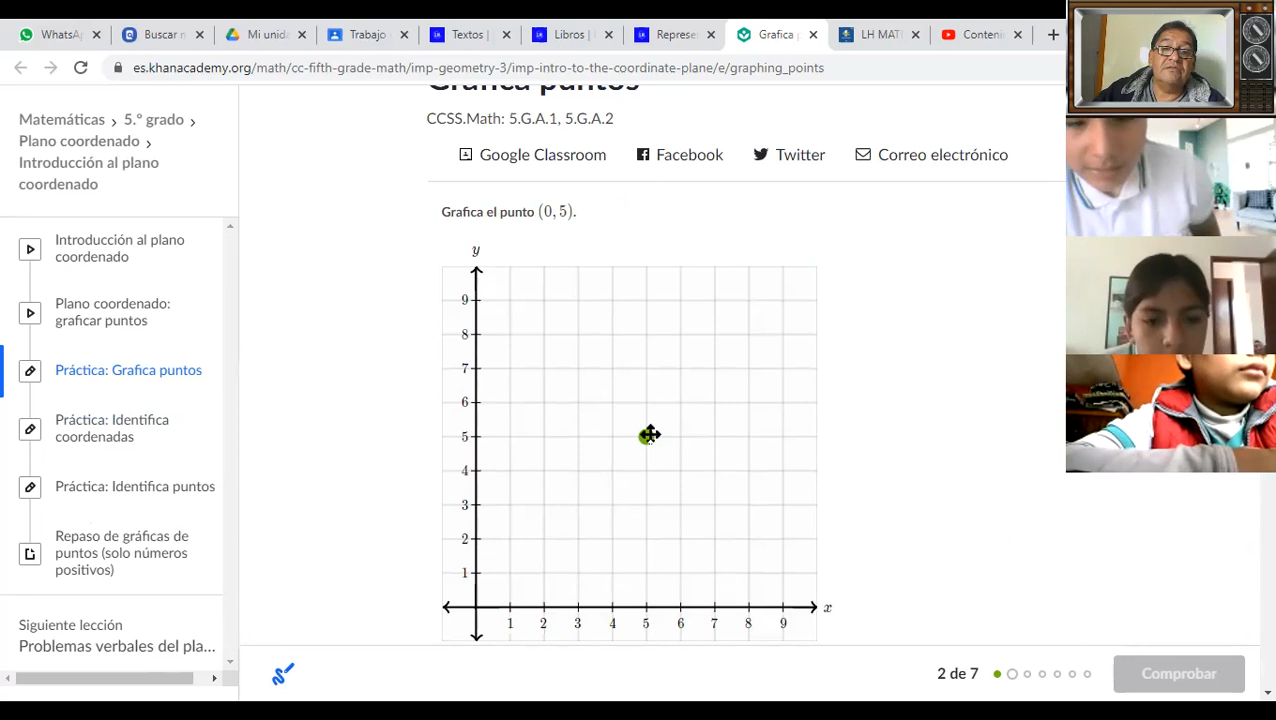 WhatsA
Buscar
Mi unida
Trabajo
Textos
Libros (
Represe
Grafica
LH MAT
Conteni
es.khanacademy.org/math/cc-fifth-grade-math/imp-geometry-3/imp-intro-to-the-coordinate-plane/e/graphing_points
Matemáticas > 5.º grado >
Plano coordenado >
Introducción al plano
coordenado
Introducción al plano
coordenado
Plano coordenado:
graficar puntos
Práctica: Grafica puntos
Práctica: Identifica
coordenadas
Práctica: Identifica puntos
Repaso de gráficas de
puntos (solo números
positivos)
Siguiente lección
Problemas verbales del pla...
Grafica puntos
CCSS.Math: 5.G.A.1, 5.G.A.2
Google Classroom Facebook Twitter Correo electrónico
Grafica el punto (0, 5).
y
9
8
7
6
5
4
3
2
1
x
1 2 3 4 5 6 7 8 9
2 de 7
Comprobar